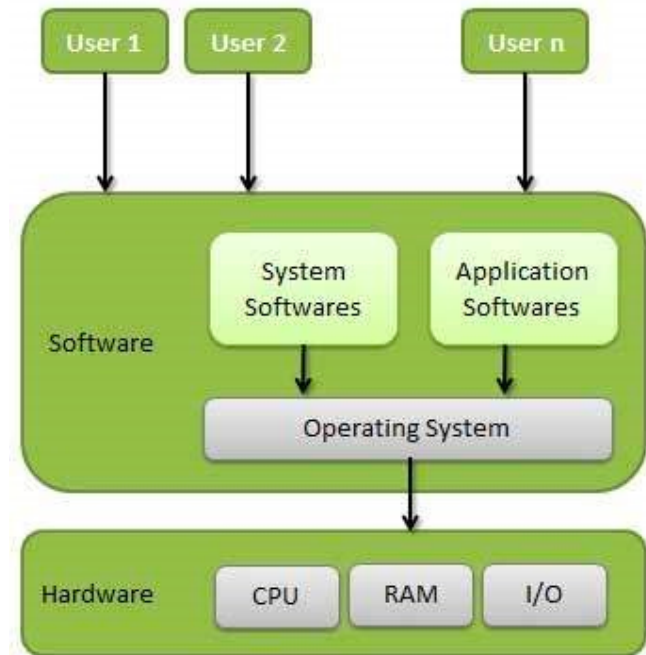 User 1
User 2
User n
System
Softwares
Application
Softwares
Software
Operating System
Hardware
CPU
RAM
I/O